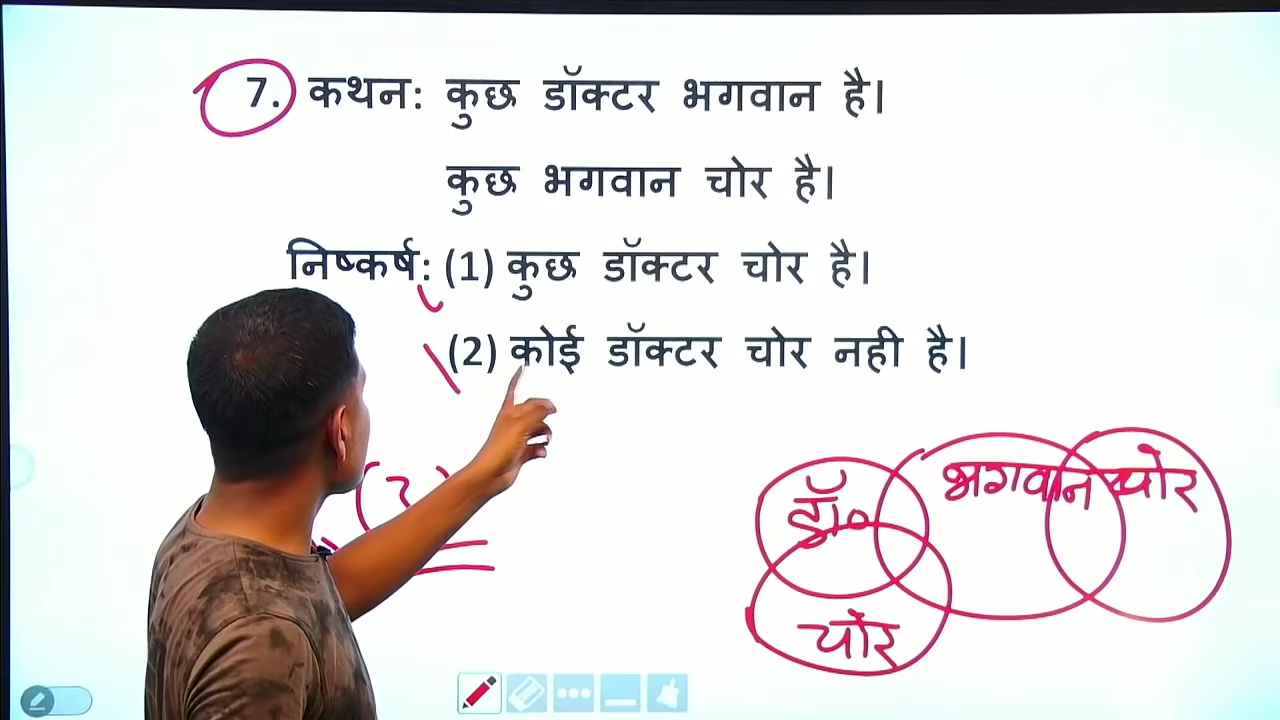 7. कथन: कुछ डॉक्टर भगवान है।
कुछ भगवान चोर है।
निष्कर्ष: (1) कुछ डॉक्टर चोर है।
(2) कोई डॉक्टर चोर नही है।
डॉ० भगवान चोर
चोर